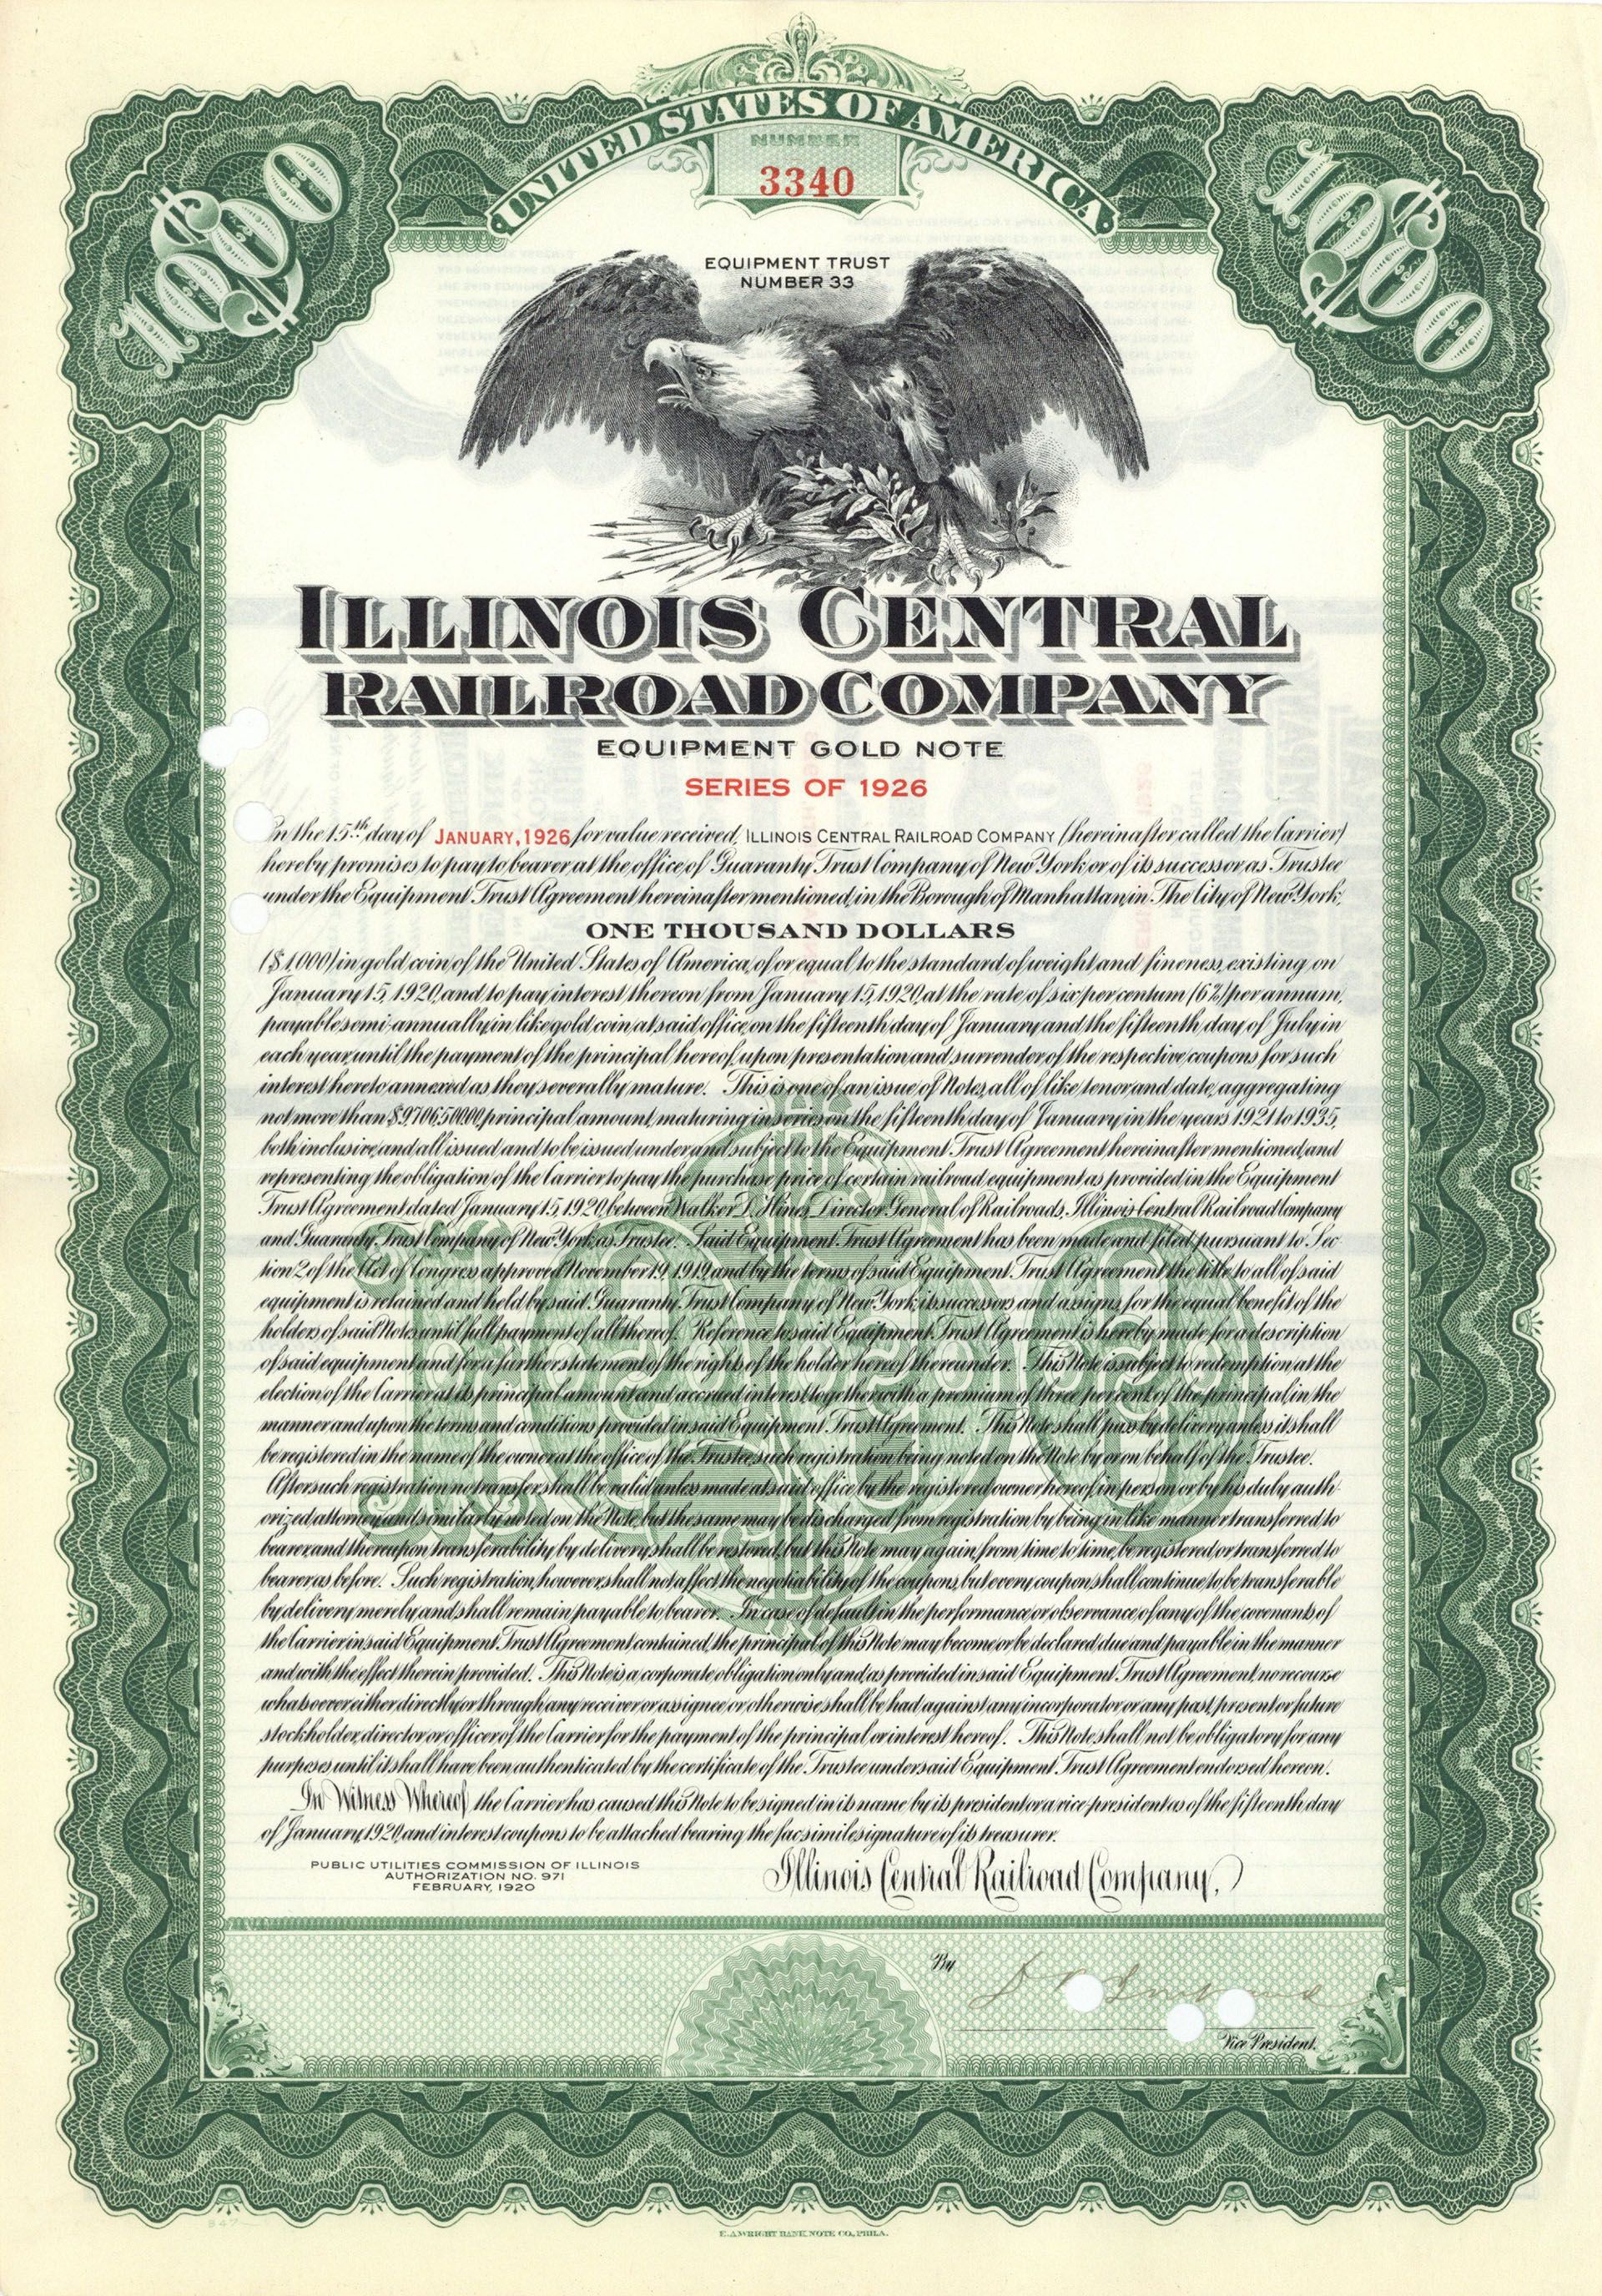 UNITED STATES OF AMERICA
NUMBER
3340
$1000
$1000
EQUIPMENT TRUST
NUMBER 33
ILLINOIS CENTRAL
RAILROAD COMPANY
EQUIPMENT GOLD NOTE
SERIES OF 1926
On the 15th day of JANUARY, 1926, for value received, ILLINOIS CENTRAL RAILROAD COMPANY (hereinafter called the Carrier)
hereby promises to pay to bearer at the office of Guaranty Trust Company of New York or of its successor, as Trustee
under the Equipment Trust Agreement hereinafter mentioned, in the Borough of Manhattan, in The City of New York,
ONE THOUSAND DOLLARS
($1,000) in gold coin of the United States of America, of or equal to the standard of weight and fineness, existing on
January 15, 1920, and to pay interest thereon from January 15, 1920, at the rate of six per centum (6%) per annum,
payable semi-annually, in like gold coin, at said office, on the fifteenth day of January and the fifteenth day of July in
each year, until the payment of the principal hereof, upon presentation and surrender of the respective coupons for such
interest hereto annexed as they severally mature. This is one of an issue of Notes, all of like tenor and date, aggregating
not more than $9,706,500.00, principal amount, maturing in series on the fifteenth day of January in the years 1921 to 1935,
both inclusive, and all issued and to be issued under, and subject to the Equipment Trust Agreement hereinafter mentioned, and
representing the obligation of the Carrier to pay the purchase price of certain railroad equipment as provided in the Equipment
Trust Agreement dated January 15, 1920, between Walker D. Hines, Director General of Railroads, Illinois Central Railroad Company
and Guaranty Trust Company of New York, as Trustee. Said Equipment Trust Agreement has been made and filed pursuant to Sec
tion 2 of the Act of Congress approved November 19, 1919, and by the terms of said Equipment Trust Agreement the title to all of said
equipment is retained and held by said Guaranty Trust Company of New York, its successors and assigns, for the equal benefit of the
holders of said Notes until full payment of all thereof. Reference to said Equipment Trust Agreement is hereby made for a description
of said equipment and for a further statement of the rights of the holder hereof thereunder. This Note is subject to redemption at the
election of the Carrier at its principal amount and accrued interest, together with a premium of three per cent. of the principal, in the
manner and upon the terms and conditions provided in said Equipment Trust Agreement. This Note shall pass by delivery unless it shall
be registered in the name of the owner at the office of the Trustee, such registration being noted on the Note by or on behalf of the Trustee.
After such registration no transfer shall be valid unless made at said office by the registered owner hereof, in person or by his duly auth-
orized attorney, and similarly noted on the Note, but the same may be discharged from registration by being in like manner transferred to
bearer, and thereupon transferability by delivery shall be restored, but this Note may again, from time to time, be registered or transferred to
bearer as before. Such registration, however, shall not affect the negotiability of the coupons, but every coupon shall continue to be transferable
by delivery merely, and shall remain payable to bearer. In case of default in the performance or observance of any of the covenants of
the Carrier in said Equipment Trust Agreement contained, the principal of this Note may become or be declared due and payable in the manner
and with the effect therein provided. This Note is a corporate obligation only, and, as provided in said Equipment Trust Agreement, no recourse
whatsoever, either directly or through any receiver or assignee, or otherwise, shall be had against any incorporator or any past, present or future
stockholder, director or officer of the Carrier for the payment of the principal or interest hereof. This Note shall not be obligatory for any
purposes until it shall have been authenticated by the certificate of the Trustee under said Equipment Trust Agreement endorsed hereon.
In Witness Whereof, the Carrier has caused this Note to be signed in its name by its president or a vice-president as of the fifteenth day
of January, 1920, and interest coupons to be attached bearing the facsimile signature of its treasurer.
PUBLIC UTILITIES COMMISSION OF ILLINOIS
AUTHORIZATION NO. 971
FEBRUARY, 1920
Illinois Central Railroad Company,
By
Vice President.
E. A. WRIGHT BANK NOTE CO., PHILA.